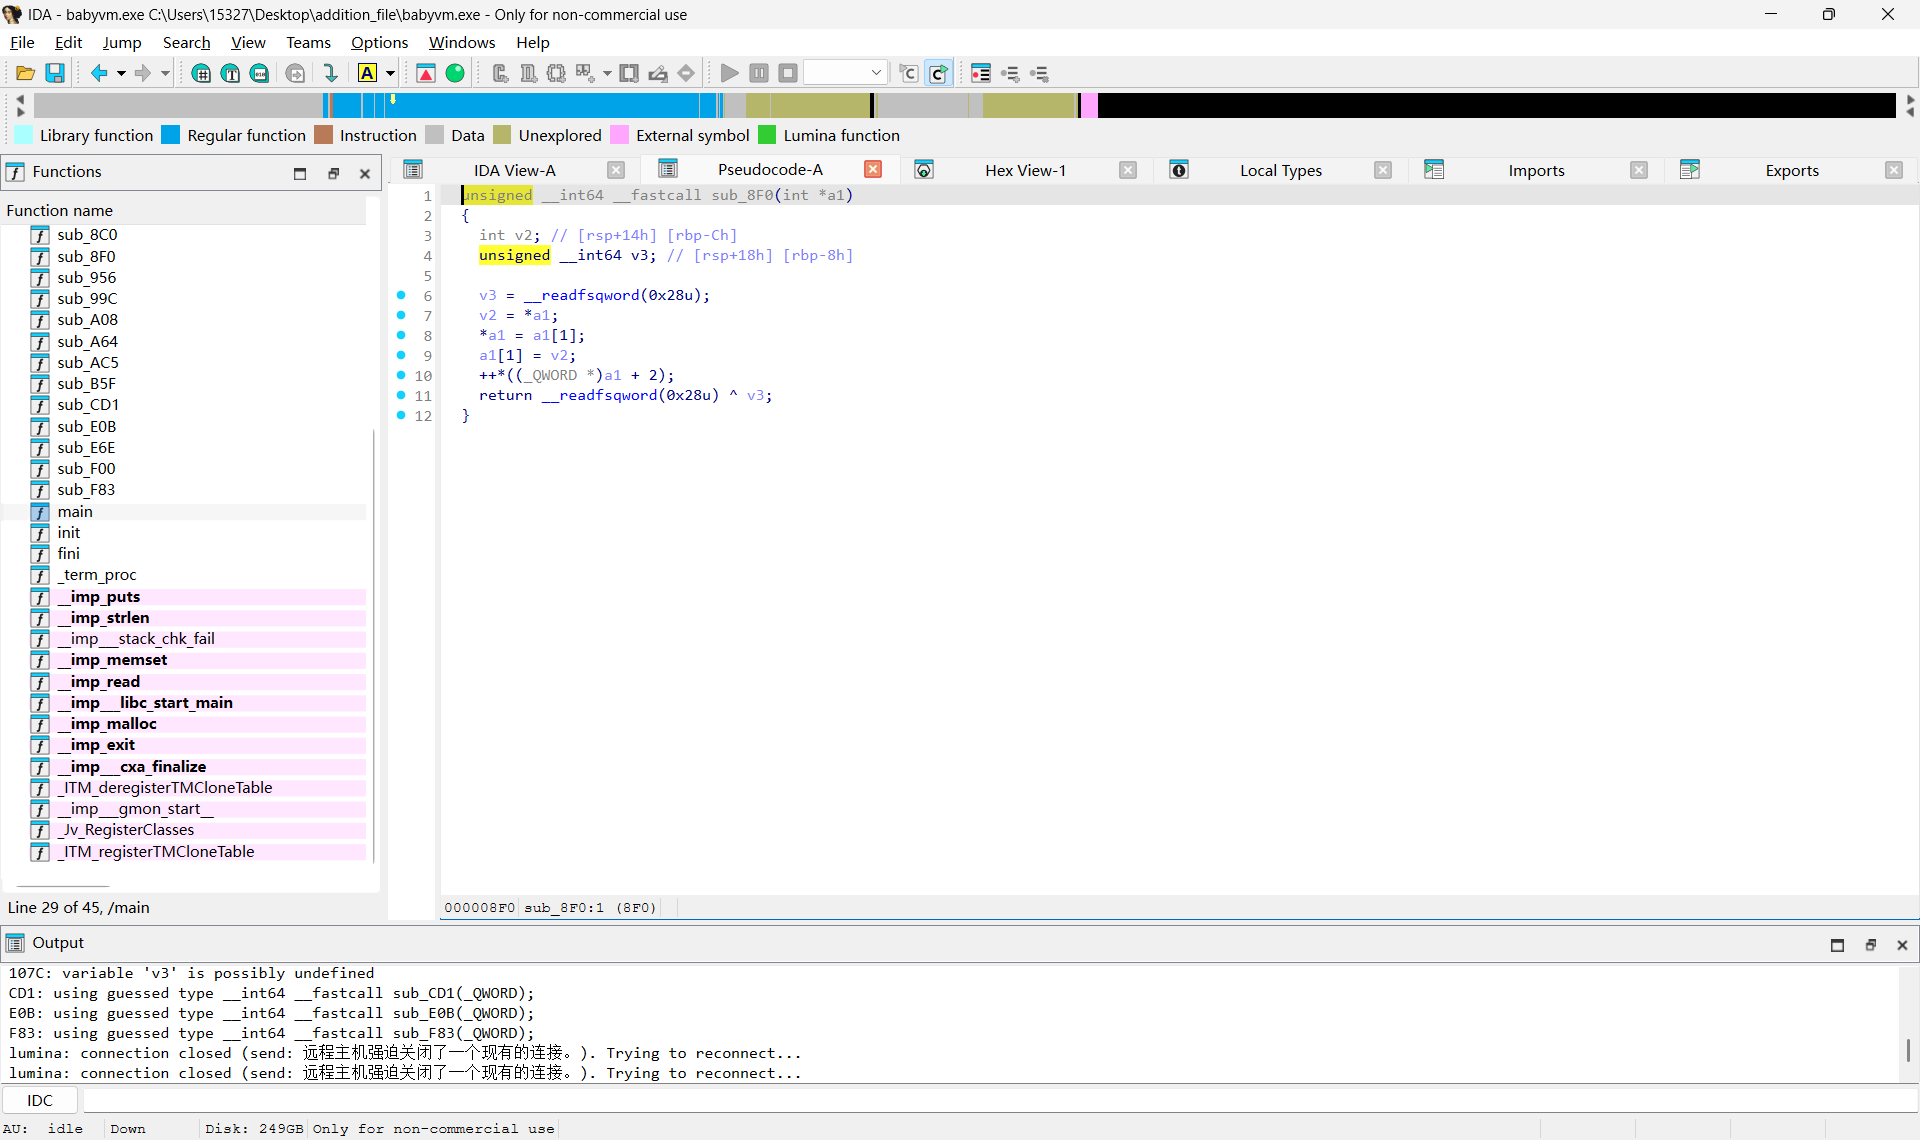 IDA - babyvm.exe C:\Users\15327\Desktop\addition_file\babyvm.exe - Only for non-commercial use
File Edit Jump Search View Teams Options Windows Help
Library function Regular function Instruction Data Unexplored External symbol Lumina function
Functions
IDA View-A Pseudocode-A Hex View-1 Local Types Imports Exports
Function name
sub_8C0
sub_8F0
sub_956
sub_99C
sub_A08
sub_A64
sub_AC5
sub_B5F
sub_CD1
sub_E0B
sub_E6E
sub_F00
sub_F83
main
init
fini
_term_proc
__imp_puts
__imp_strlen
__imp___stack_chk_fail
__imp_memset
__imp_read
__imp___libc_start_main
__imp_malloc
__imp_exit
__imp___cxa_finalize
_ITM_deregisterTMCloneTable
__imp___gmon_start__
_Jv_RegisterClasses
_ITM_registerTMCloneTable
Line 29 of 45, /main
1 unsigned __int64 __fastcall sub_8F0(int *a1)
2 {
3 int v2; // [rsp+14h] [rbp-Ch]
4 unsigned __int64 v3; // [rsp+18h] [rbp-8h]
5
6 v3 = __readfsqword(0x28u);
7 v2 = *a1;
8 *a1 = a1[1];
9 a1[1] = v2;
10 ++*((_QWORD *)a1 + 2);
11 return __readfsqword(0x28u) ^ v3;
12 }
000008F0 sub_8F0:1 (8F0)
Output
107C: variable 'v3' is possibly undefined
CD1: using guessed type __int64 __fastcall sub_CD1(_QWORD);
E0B: using guessed type __int64 __fastcall sub_E0B(_QWORD);
F83: using guessed type __int64 __fastcall sub_F83(_QWORD);
lumina: connection closed (send: 远程主机强迫关闭了一个现有的连接。). Trying to reconnect...
lumina: connection closed (send: 远程主机强迫关闭了一个现有的连接。). Trying to reconnect...
IDC
AU: idle Down Disk: 249GB Only for non-commercial use